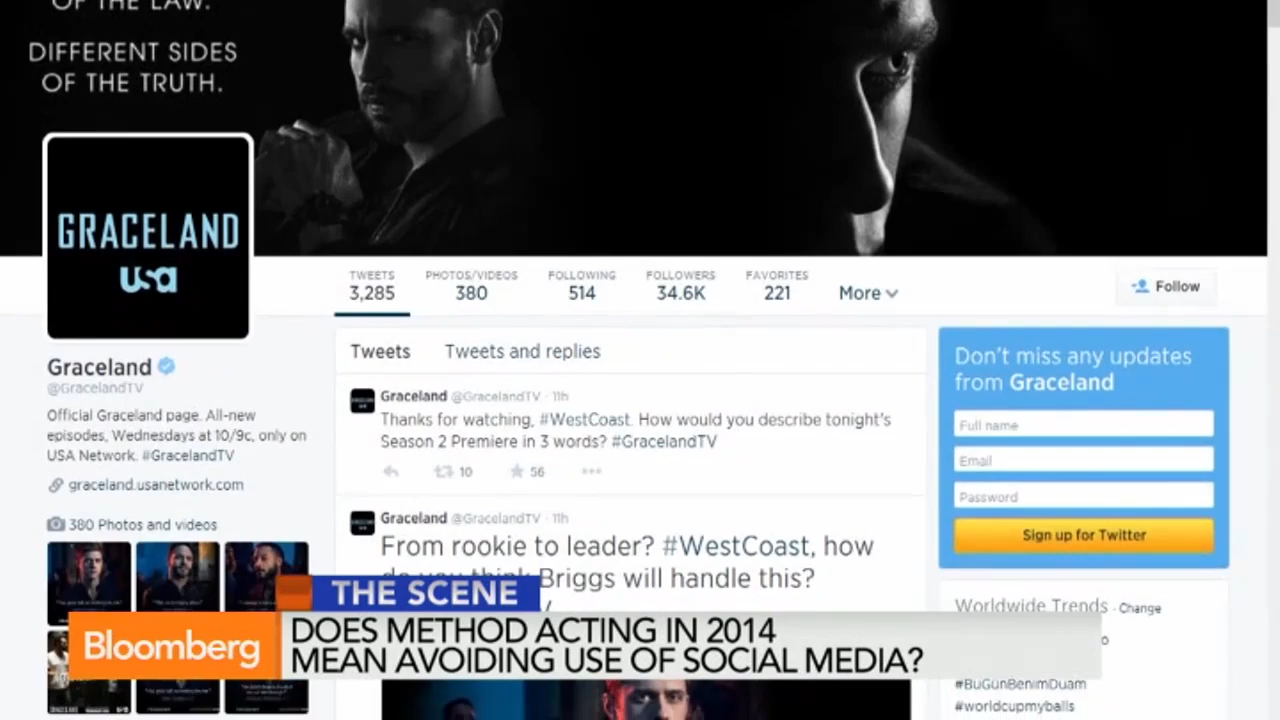 OF THE LAW.
DIFFERENT SIDES
OF THE TRUTH.
GRACELAND
usa
TWEETS
3,285
PHOTOS/VIDEOS
380
FOLLOWING
514
FOLLOWERS
34.6K
FAVORITES
221
More
Follow
Graceland
@GracelandTV
Official Graceland page. All-new
episodes, Wednesdays at 10/9c, only on
USA Network. #GracelandTV
graceland.usanetwork.com
380 Photos and videos
Tweets Tweets and replies
Graceland @GracelandTV · 11h
Thanks for watching, #WestCoast. How would you describe tonight's
Season 2 Premiere in 3 words? #GracelandTV
10 56
Graceland @GracelandTV · 11h
From rookie to leader? #WestCoast, how
do you think Briggs will handle this?
Don't miss any updates
from Graceland
Full name
Email
Password
Sign up for Twitter
Worldwide Trends · Change
#BuGünBenimDuam
#worldcupmyballs
THE SCENE
Bloomberg
DOES METHOD ACTING IN 2014
MEAN AVOIDING USE OF SOCIAL MEDIA?